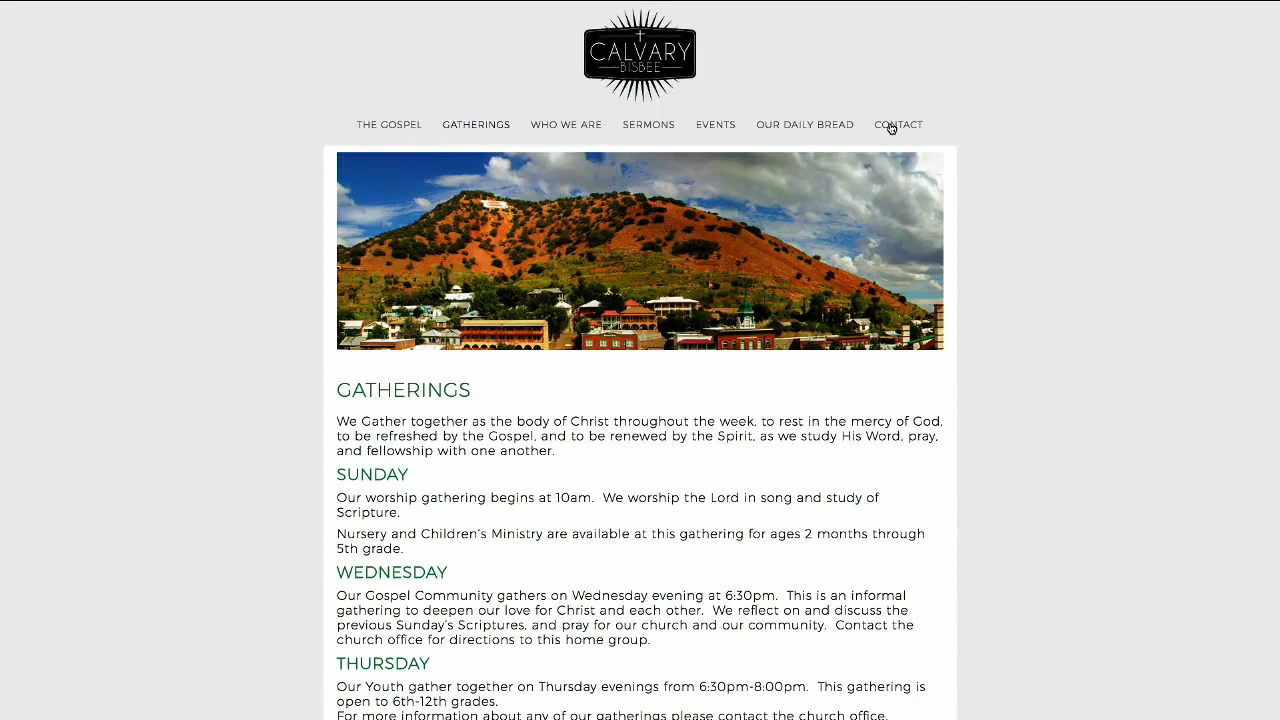 CALVARY
BISBEE
THE GOSPEL GATHERINGS WHO WE ARE SERMONS EVENTS OUR DAILY BREAD CONTACT
GATHERINGS
We Gather together as the body of Christ throughout the week, to rest in the mercy of God,
to be refreshed by the Gospel, and to be renewed by the Spirit, as we study His Word, pray,
and fellowship with one another.
SUNDAY
Our worship gathering begins at 10am. We worship the Lord in song and study of
Scripture.
Nursery and Children's Ministry are available at this gathering for ages 2 months through
5th grade.
WEDNESDAY
Our Gospel Community gathers on Wednesday evening at 6:30pm. This is an informal
gathering to deepen our love for Christ and each other. We reflect on and discuss the
previous Sunday's Scriptures, and pray for our church and our community. Contact the
church office for directions to this home group.
THURSDAY
Our Youth gather together on Thursday evenings from 6:30pm-8:00pm. This gathering is
open to 6th-12th grades.
For more information about any of our gatherings please contact the church office.